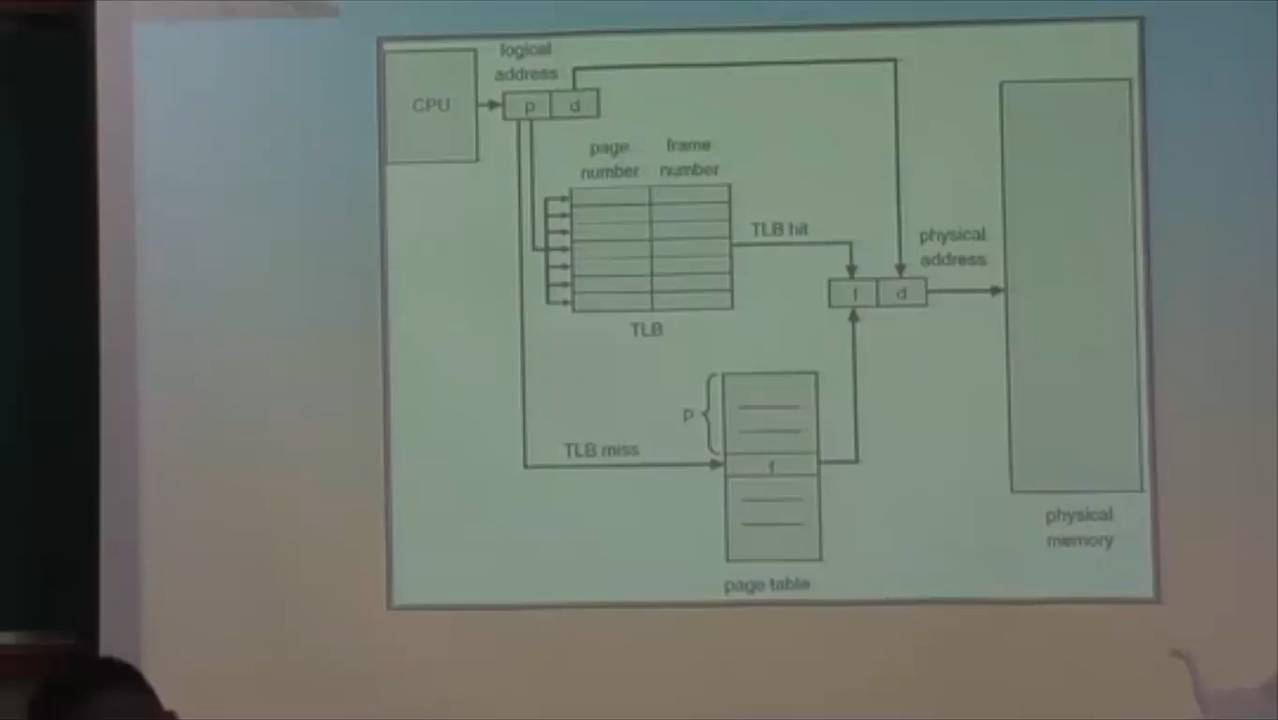 logical
address
CPU
p d
page
number
frame
number
TLB hit
physical
address
f d
TLB
p
TLB miss
f
physical
memory
page table